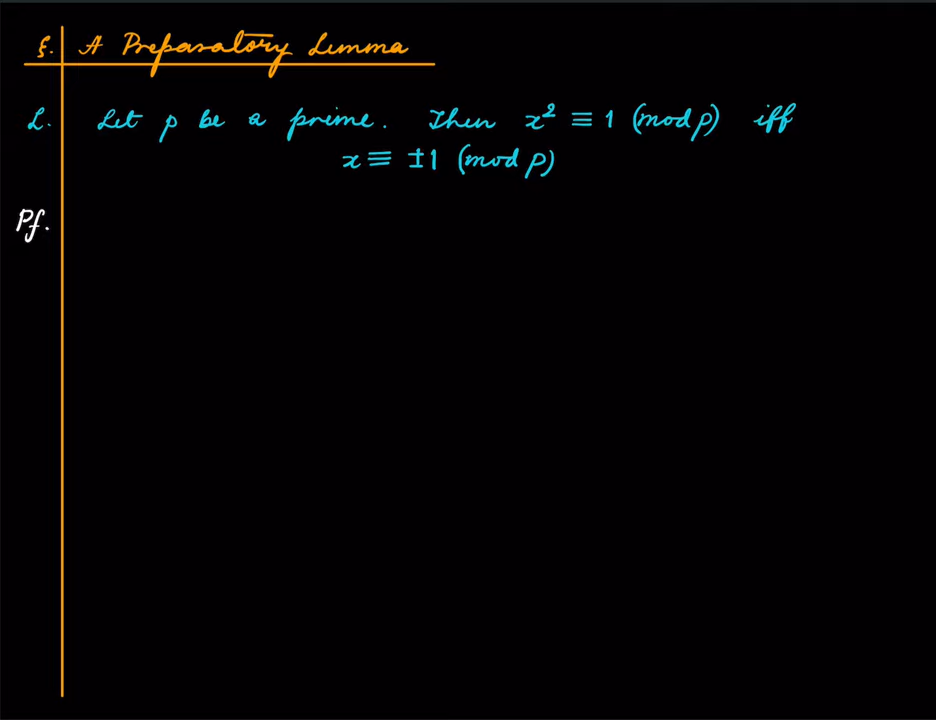 §. A Preparatory Lemma
L. Let p be a prime. Then x² ≡ 1 (mod p) iff
x ≡ ±1 (mod p)
Pf.